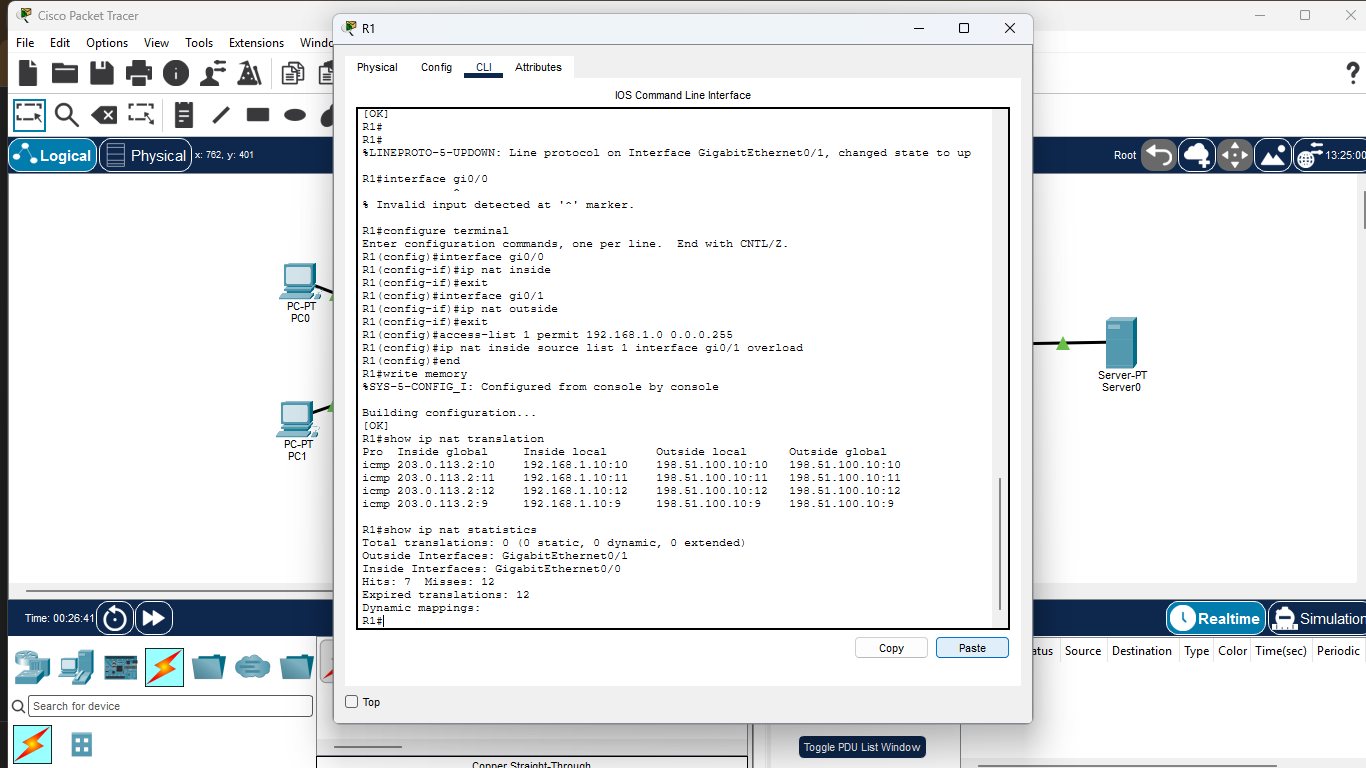 Cisco Packet Tracer
File Edit Options View Tools Extensions Windo
R1
Physical Config CLI Attributes
IOS Command Line Interface
[OK]
R1#
R1#
%LINEPROTO-5-UPDOWN: Line protocol on Interface GigabitEthernet0/1, changed state to up
R1#interface gi0/0
^
% Invalid input detected at '^' marker.
R1#configure terminal
Enter configuration commands, one per line.  End with CNTL/Z.
R1(config)#interface gi0/0
R1(config-if)#ip nat inside
R1(config-if)#exit
R1(config)#interface gi0/1
R1(config-if)#ip nat outside
R1(config-if)#exit
R1(config)#access-list 1 permit 192.168.1.0 0.0.0.255
R1(config)#ip nat inside source list 1 interface gi0/1 overload
R1(config)#end
R1#write memory
%SYS-5-CONFIG_I: Configured from console by console
Building configuration...
[OK]
R1#show ip nat translation
Pro  Inside global     Inside local       Outside local      Outside global
icmp 203.0.113.2:10    192.168.1.10:10    198.51.100.10:10   198.51.100.10:10
icmp 203.0.113.2:11    192.168.1.10:11    198.51.100.10:11   198.51.100.10:11
icmp 203.0.113.2:12    192.168.1.10:12    198.51.100.10:12   198.51.100.10:12
icmp 203.0.113.2:9     192.168.1.10:9     198.51.100.10:9    198.51.100.10:9
R1#show ip nat statistics
Total translations: 0 (0 static, 0 dynamic, 0 extended)
Outside Interfaces: GigabitEthernet0/1
Inside Interfaces: GigabitEthernet0/0
Hits: 7  Misses: 12
Expired translations: 12
Dynamic mappings:
R1#
Copy Paste
Top
Logical Physical x: 762, y: 401
Root 13:25:00
PC-PT
PC0
PC-PT
PC1
Server-PT
Server0
Time: 00:26:41
Realtime Simulation
atus Source Destination Type Color Time(sec) Periodic
Search for device
Toggle PDU List Window
Copper Straight-Through